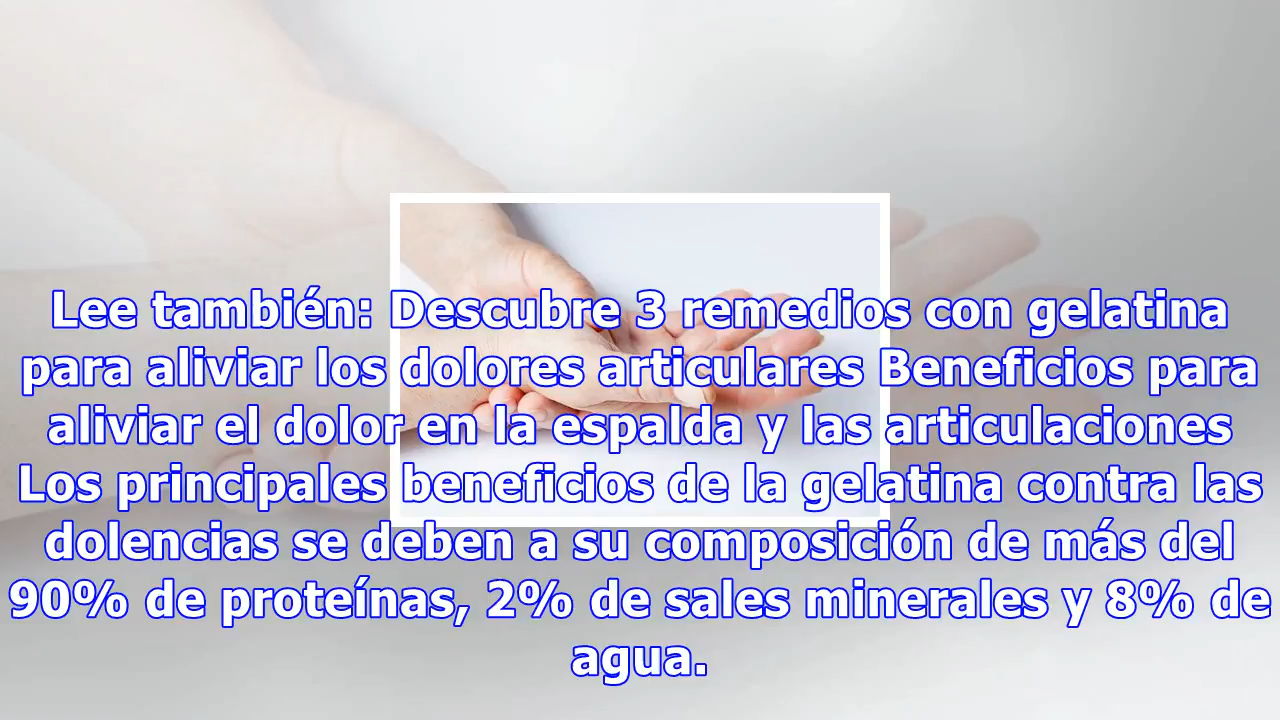 Lee también: Descubre 3 remedios con gelatina
para aliviar los dolores articulares Beneficios para
aliviar el dolor en la espalda y las articulaciones
Los principales beneficios de la gelatina contra las
dolencias se deben a su composición de más del
90% de proteínas, 2% de sales minerales y 8% de
agua.